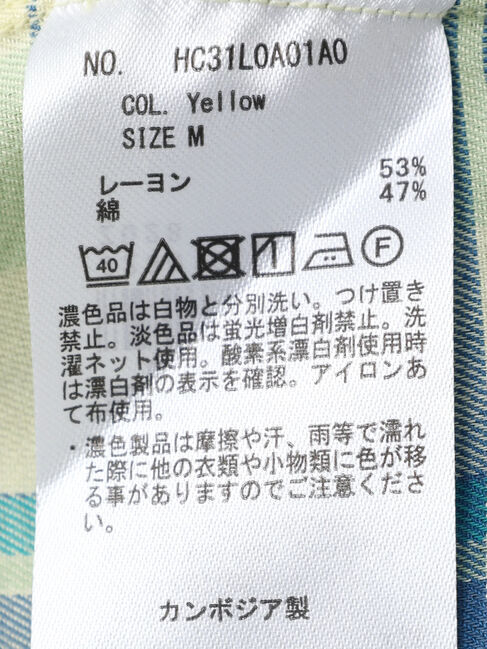 NO. HC31L0A01A0
COL. Yellow
SIZE M
レーヨン 53%
綿 47%
40 F
濃色品は白物と分別洗い。つけ置き
禁止。淡色品は蛍光増白剤禁止。洗
濯ネット使用。酸素系漂白剤使用時
は漂白剤の表示を確認。アイロンあ
て布使用。
・濃色製品は摩擦や汗、雨等で濡れ
た際に他の衣類や小物類に色が移
る事がありますのでご注意くださ
い。
カンボジア製